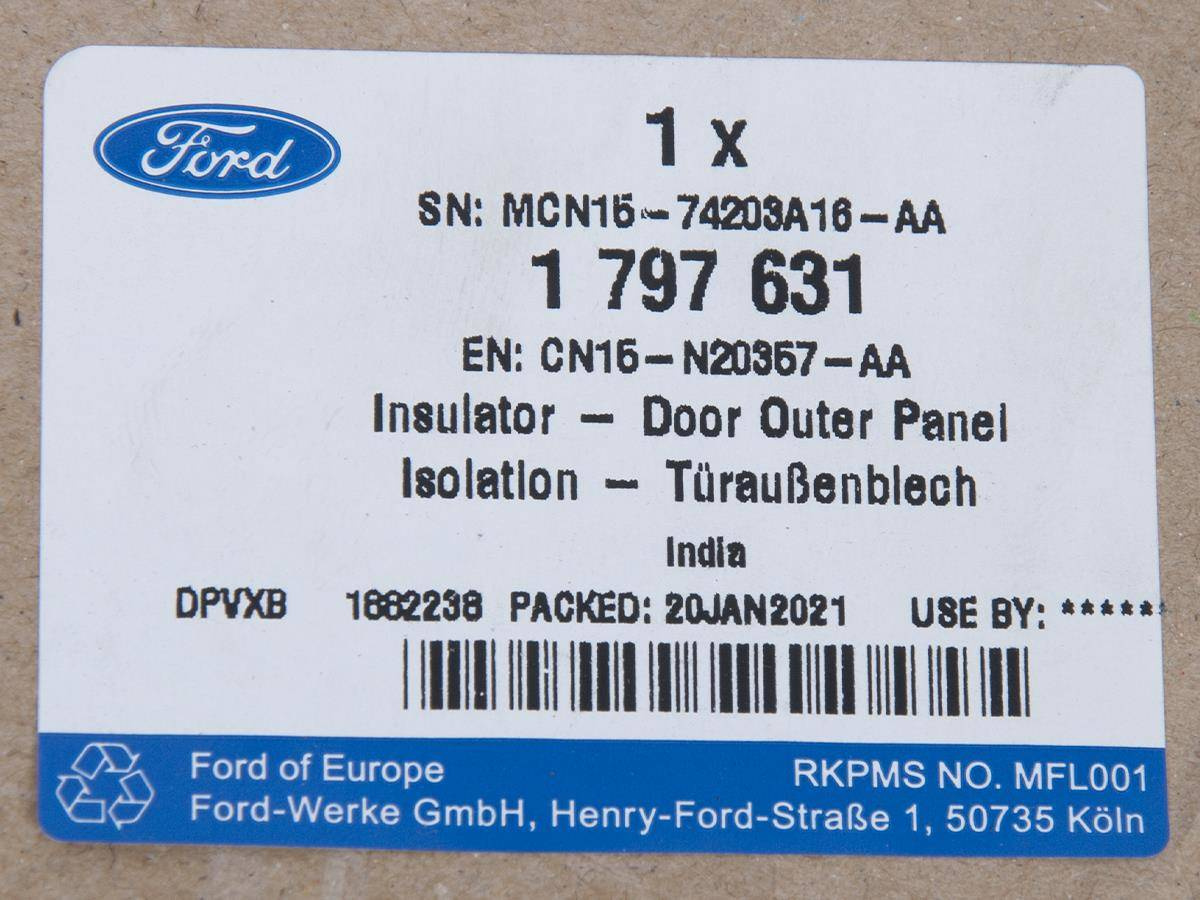 Ford
1 x
SN: MCN15-74203A16-AA
1 797 631
EN: CN15-N20357-AA
Insulator - Door Outer Panel
Isolation - Türaußenblech
India
DPVXB 1662238 PACKED: 20JAN2021 USE BY: ******
Ford of Europe RKPMS NO. MFL001
Ford-Werke GmbH, Henry-Ford-Straße 1, 50735 Köln